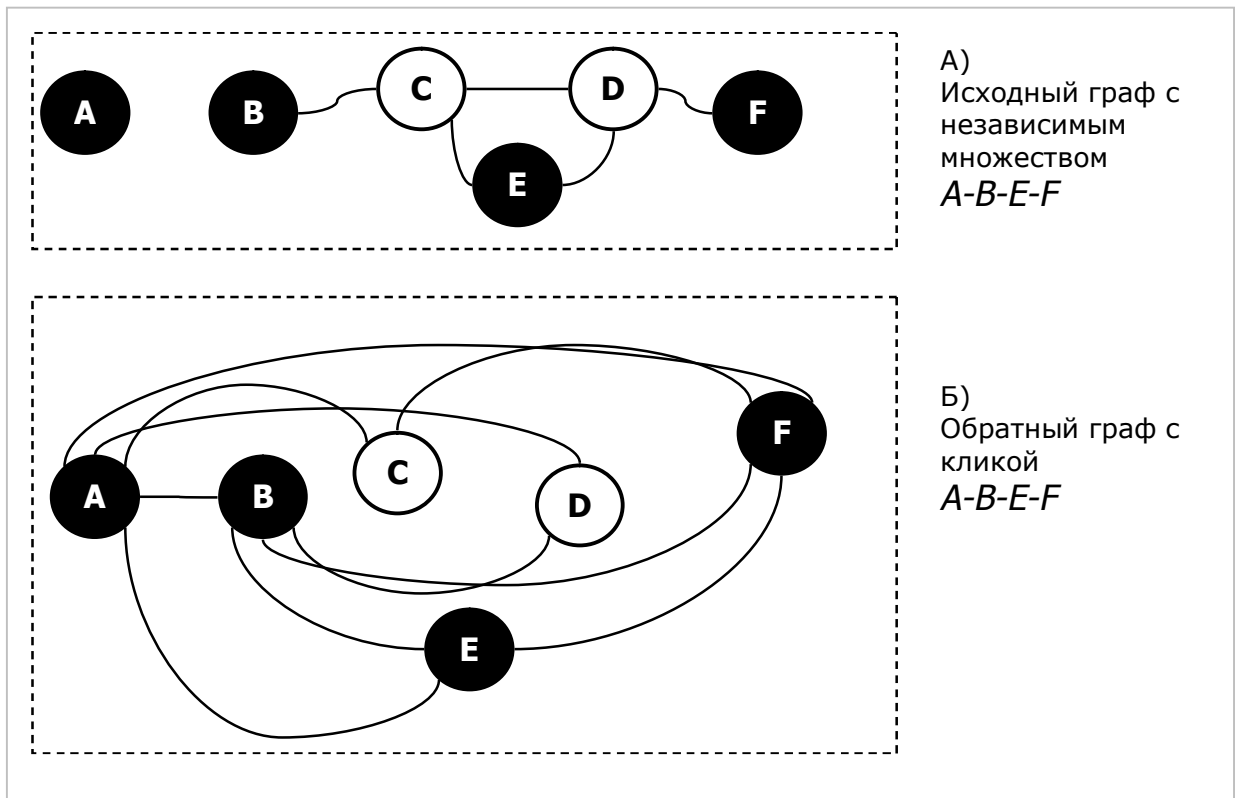 A
B
C
D
F
E
А)
Исходный граф с
независимым
множеством
A-B-E-F
A
B
C
D
F
E
Б)
Обратный граф с
кликой
A-B-E-F